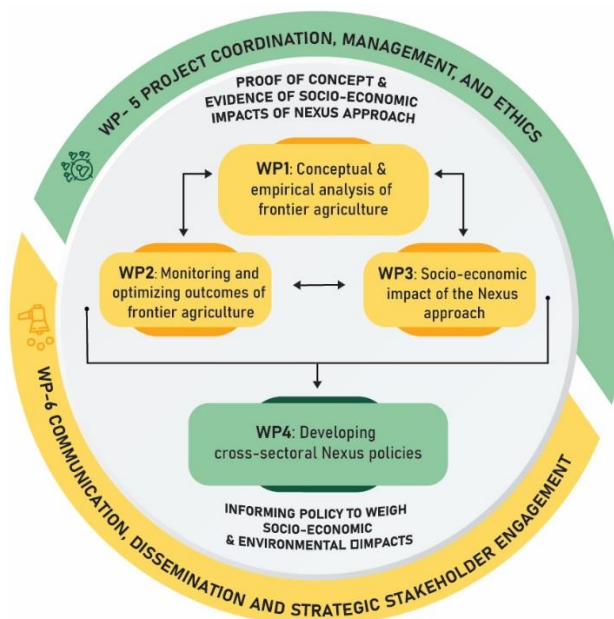 WP- 5 PROJECT COORDINATION, MANAGEMENT, AND ETHICS
PROOF OF CONCEPT &
EVIDENCE OF SOCIO-ECONOMIC
IMPACTS OF NEXUS APPROACH
WP1: Conceptual &
empirical analysis of
frontier agriculture
WP2: Monitoring and
optimizing outcomes of
frontier agriculture
WP3: Socio-economic
impact of the Nexus
approach
WP4: Developing
cross-sectoral Nexus policies
INFORMING POLICY TO WEIGH
SOCIO-ECONOMIC
& ENVIRONMENTAL □IMPACTS
WP-6 COMMUNICATION, DISSEMINATION AND STRATEGIC STAKEHOLDER ENGAGEMENT